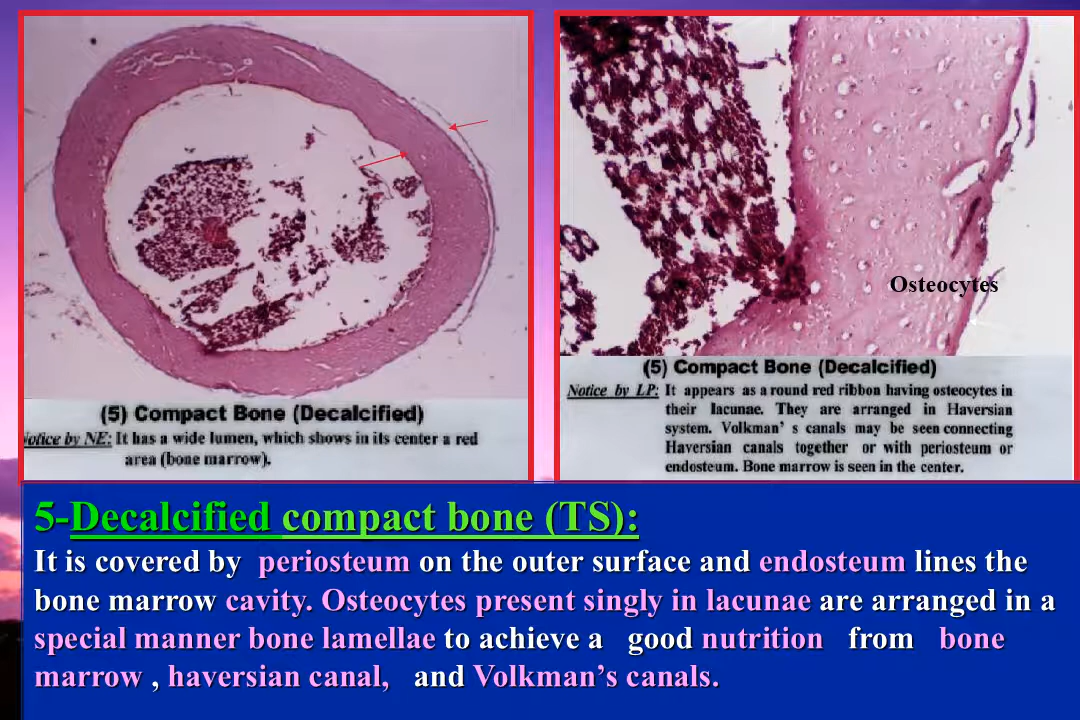 (5) Compact Bone (Decalcified)
Notice by NE: It has a wide lumen, which shows in its center a red
area (bone marrow).
Osteocytes
(5) Compact Bone (Decalcified)
Notice by LP: It appears as a round red ribbon having osteocytes in
their lacunae. They are arranged in Haversian
system. Volkman' s canals may be seen connecting
Haversian canals together or with periosteum or
endosteum. Bone marrow is seen in the center.
5-Decalcified compact bone (TS):
It is covered by periosteum on the outer surface and endosteum lines the
bone marrow cavity. Osteocytes present singly in lacunae are arranged in a
special manner bone lamellae to achieve a good nutrition from bone
marrow , haversian canal, and Volkman’s canals.